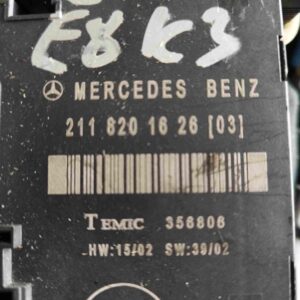 E8 K3
MERCEDES BENZ
211 820 16 26 [03]
TEMIC 356806
HW:15/02 SW:39/02